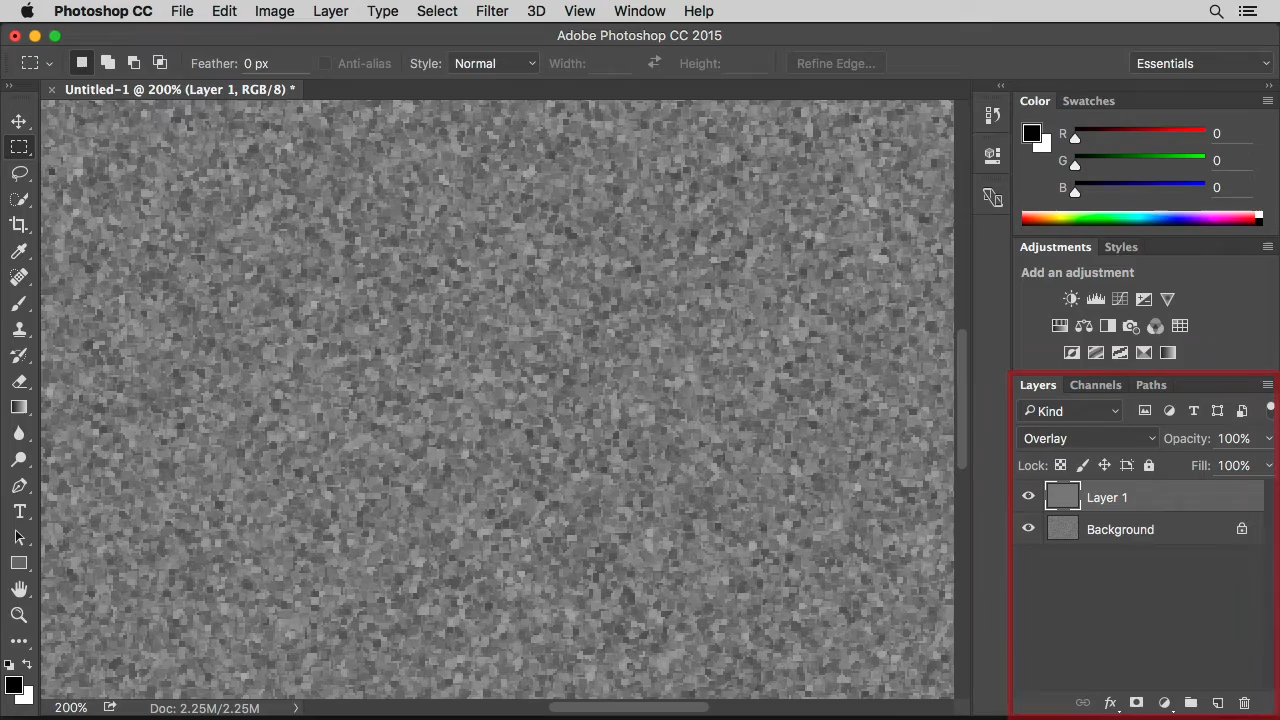 Photoshop CC File Edit Image Layer Type Select Filter 3D View Window Help
Adobe Photoshop CC 2015
Feather: 0 px Anti-alias Style: Normal Width: Height: Refine Edge... Essentials
Untitled-1 @ 200% (Layer 1, RGB/8) *
Color Swatches
R 0
G 0
B 0
Adjustments Styles
Add an adjustment
Layers Channels Paths
Kind
Overlay Opacity: 100%
Lock: Fill: 100%
Layer 1
Background
fx
200% Doc: 2.25M/2.25M